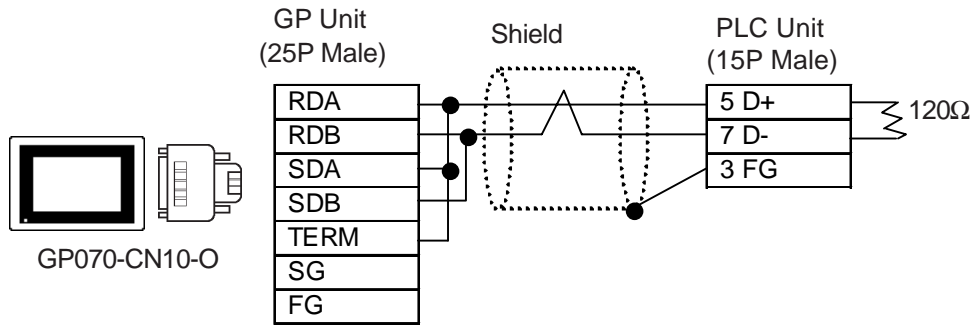 GP Unit
(25P Male)
Shield
PLC Unit
(15P Male)
RDA
RDB
SDA
SDB
TERM
SG
FG
5 D+
7 D-
3 FG
120Ω
GP070-CN10-O